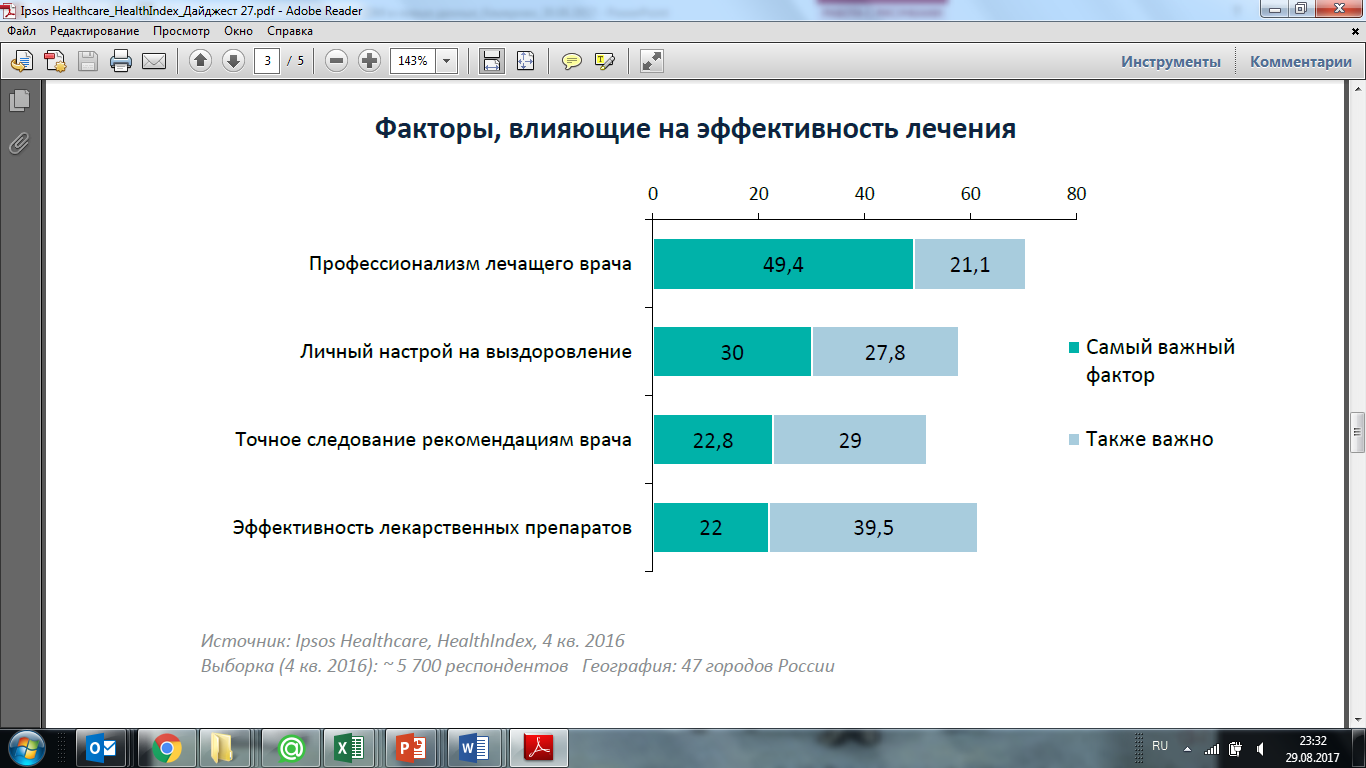 Ipsos Healthcare_HealthIndex_Дайджест 27.pdf - Adobe Reader
Файл Редактирование Просмотр Окно Справка
3 / 5 143% Инструменты Комментарии
Факторы, влияющие на эффективность лечения
0 20 40 60 80
Профессионализм лечащего врача 49,4 21,1
Личный настрой на выздоровление 30 27,8
Самый важный
фактор
Точное следование рекомендациям врача 22,8 29
Также важно
Эффективность лекарственных препаратов 22 39,5
Источник: Ipsos Healthcare, HealthIndex, 4 кв. 2016
Выборка (4 кв. 2016): ~ 5 700 респондентов География: 47 городов России
RU 23:32
29.08.2017